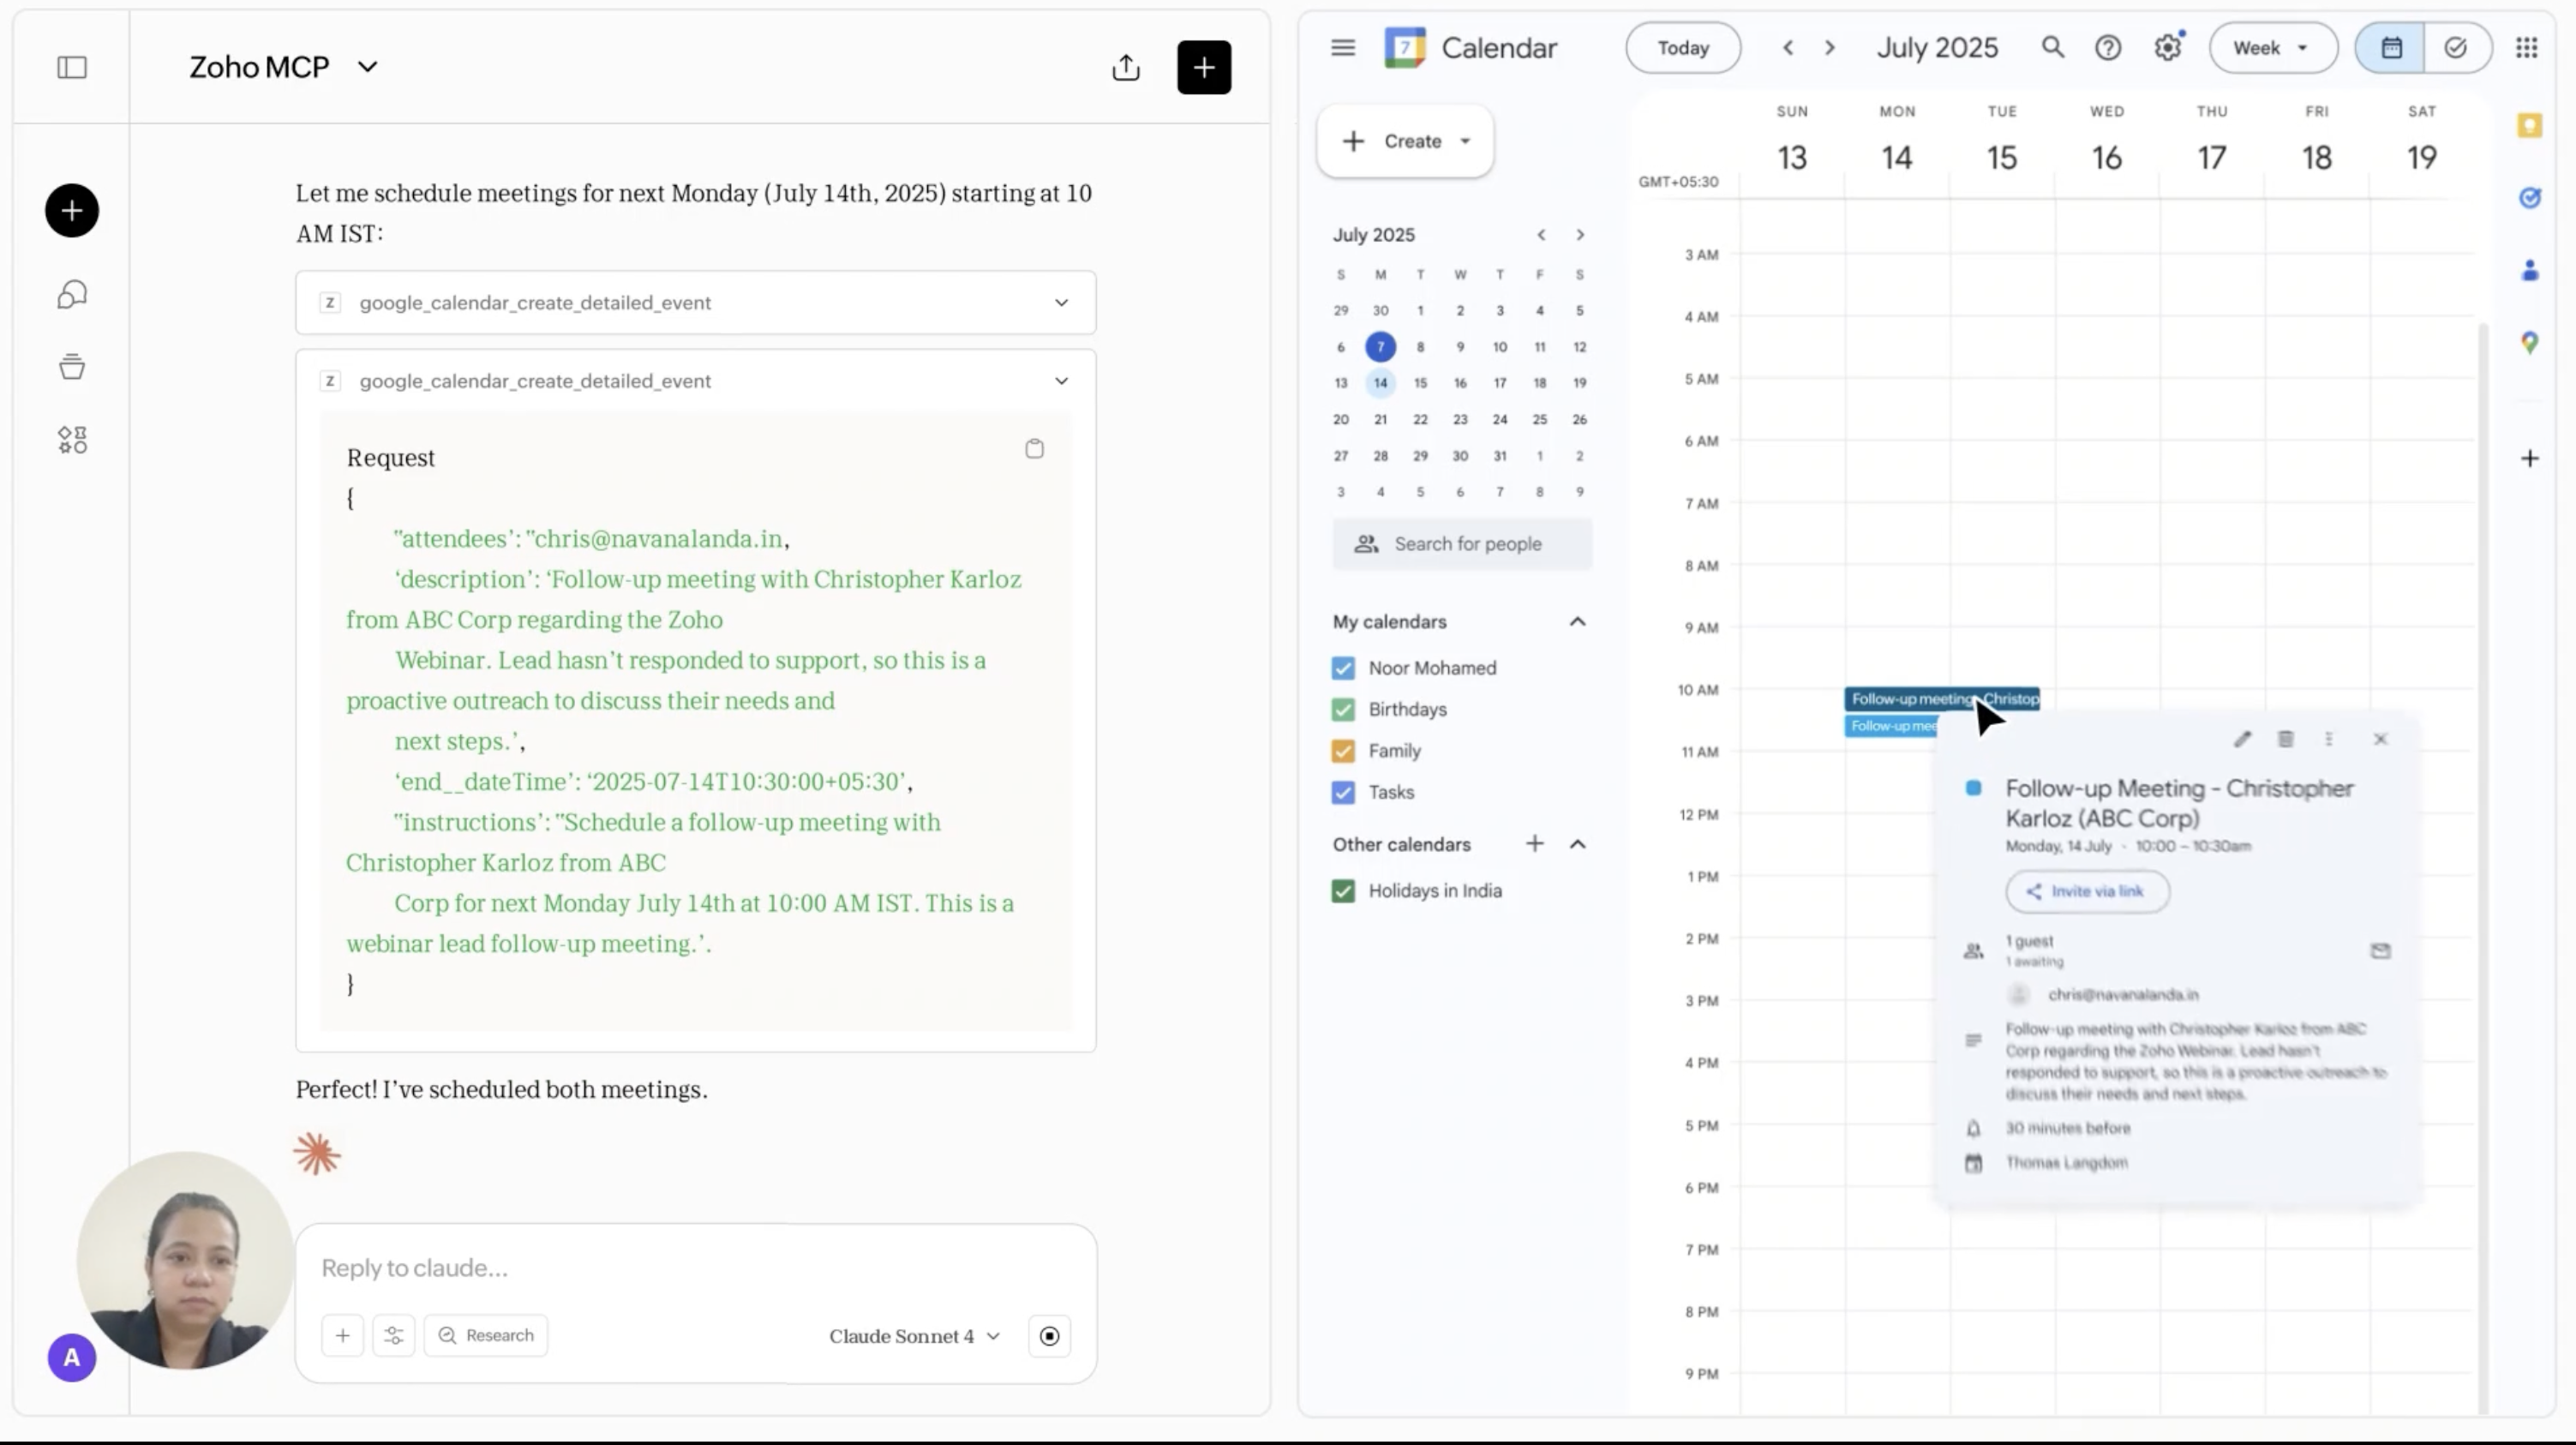 Zoho MCP
Let me schedule meetings for next Monday (July 14th, 2025) starting at 10
AM IST:
Z google_calendar_create_detailed_event
Z google_calendar_create_detailed_event
Request
{
"attendees’: "chris@navanalanda.in,
‘description’: ‘Follow-up meeting with Christopher Karloz
from ABC Corp regarding the Zoho
Webinar. Lead hasn’t responded to support, so this is a
proactive outreach to discuss their needs and
next steps.’,
‘end__dateTime’: ‘2025-07-14T10:30:00+05:30’,
"instructions’: "Schedule a follow-up meeting with
Christopher Karloz from ABC
Corp for next Monday July 14th at 10:00 AM IST. This is a
webinar lead follow-up meeting.’.
}
Perfect! I’ve scheduled both meetings.
Reply to claude...
Research
Claude Sonnet 4
A
7 Calendar
Today
July 2025
Week
Create
July 2025
S M T W T F S
29 30 1 2 3 4 5
6 7 8 9 10 11 12
13 14 15 16 17 18 19
20 21 22 23 24 25 26
27 28 29 30 31 1 2
3 4 5 6 7 8 9
Search for people
My calendars
Noor Mohamed
Birthdays
Family
Tasks
Other calendars
Holidays in India
SUN MON TUE WED THU FRI SAT
13 14 15 16 17 18 19
GMT+05:30
3 AM
4 AM
5 AM
6 AM
7 AM
8 AM
9 AM
10 AM
11 AM
12 PM
1 PM
2 PM
3 PM
4 PM
5 PM
6 PM
7 PM
8 PM
9 PM
Follow-up meeting Christop
Follow-up mee
Follow-up Meeting - Christopher
Karloz (ABC Corp)
Monday, 14 July · 10:00 – 10:30am
Invite via link
1 guest
1 awaiting
chris@navanalanda.in
Follow-up meeting with Christopher Karloz from ABC
Corp regarding the Zoho Webinar. Lead hasn't
responded to support, so this is a proactive outreach to
discuss their needs and next steps.
30 minutes before
Thomas Langdom